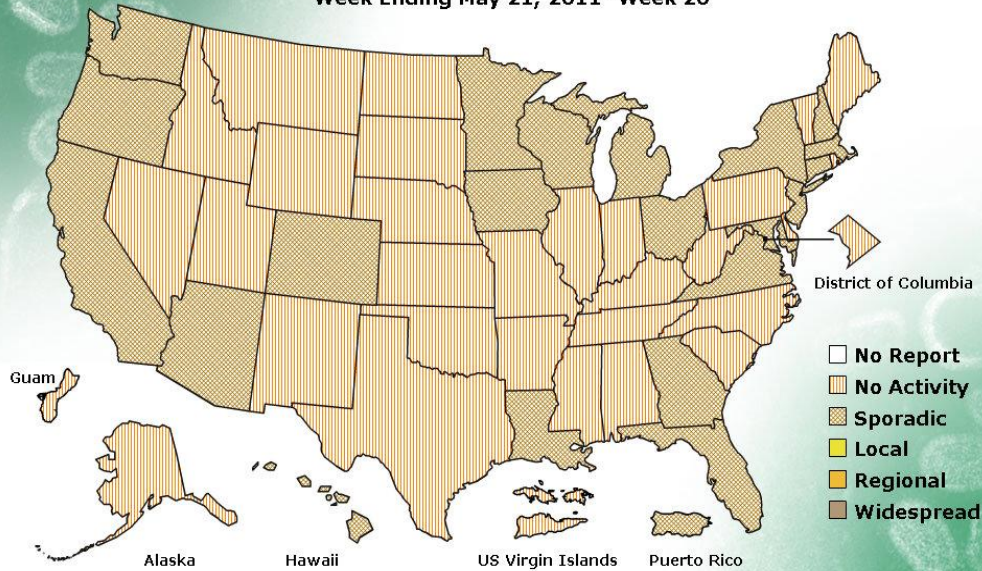 Week Ending May 21, 2011- Week 20
District of Columbia
No Report
No Activity
Sporadic
Local
Regional
Widespread
Guam
Alaska
Hawaii
US Virgin Islands
Puerto Rico